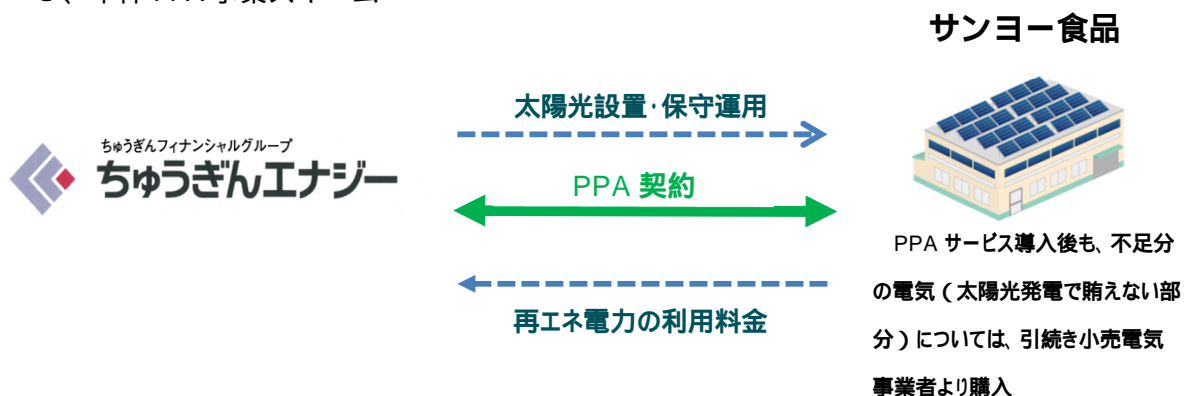 サンヨー食品
太陽光設置･保守運用
ちゅうぎんフィナンシャルグループ
ちゅうぎんエナジー
PPA 契約
再エネ電力の利用料金
PPA サービス導入後も、不足分
の電気（太陽光発電で賄えない部
分）については、引続き小売電気
事業者より購入